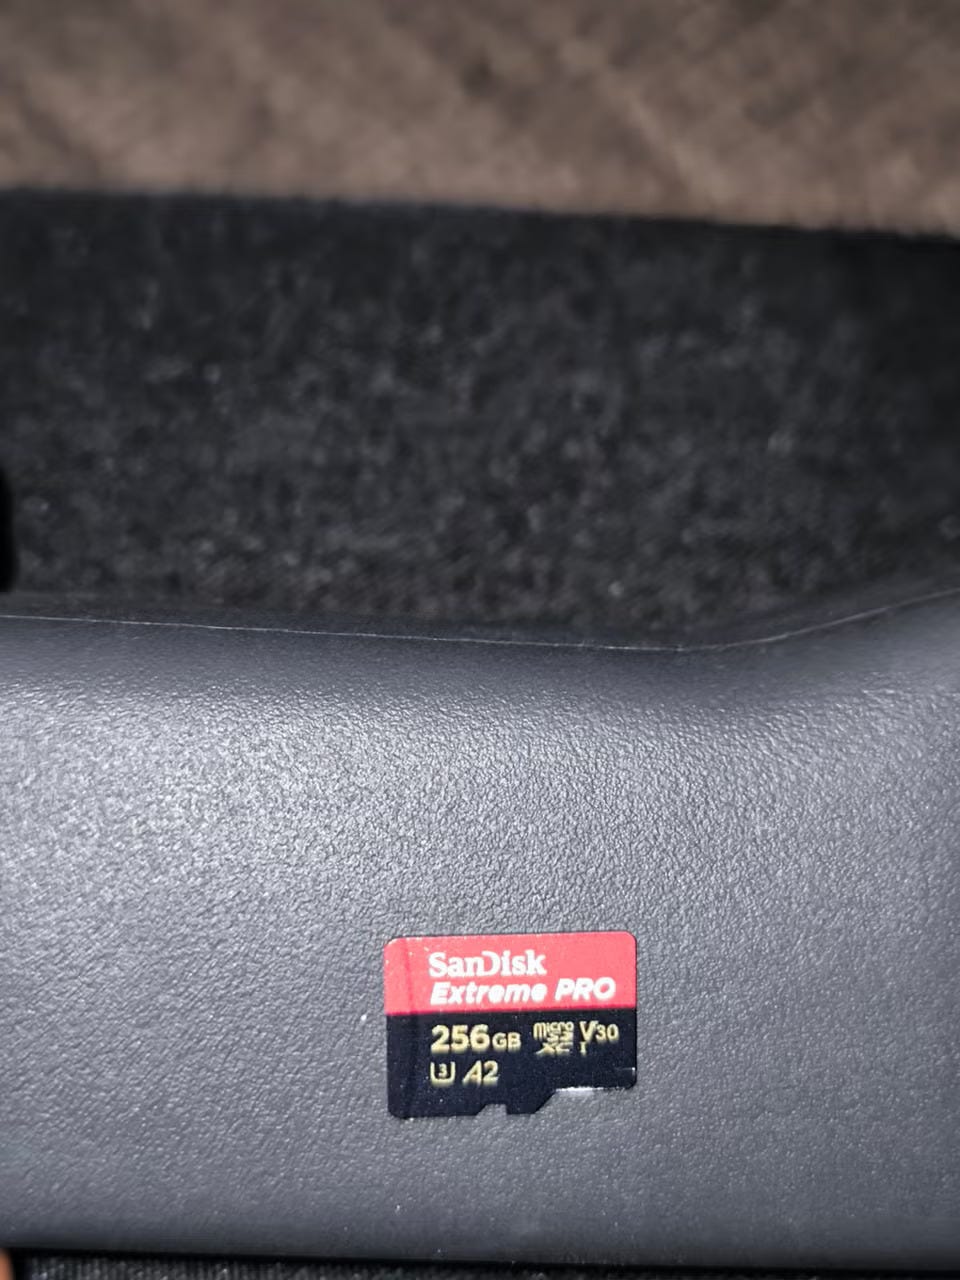 SanDisk
Extreme PRO
256GB micro SD XC I V30
U3 A2